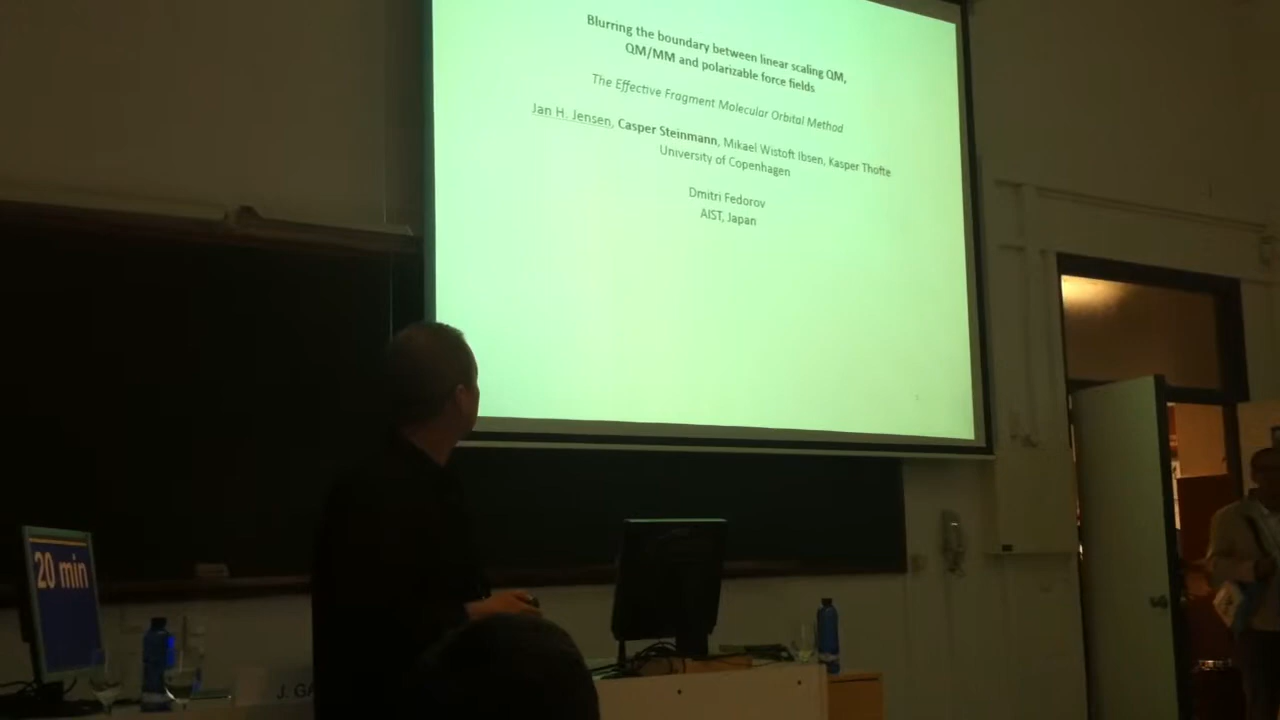 Blurring the boundary between linear scaling QM,
QM/MM and polarizable force fields
The Effective Fragment Molecular Orbital Method
Jan H. Jensen, Casper Steinmann, Mikael Wistoft Ibsen, Kasper Thofte
University of Copenhagen
Dmitri Fedorov
AIST, Japan
20 min